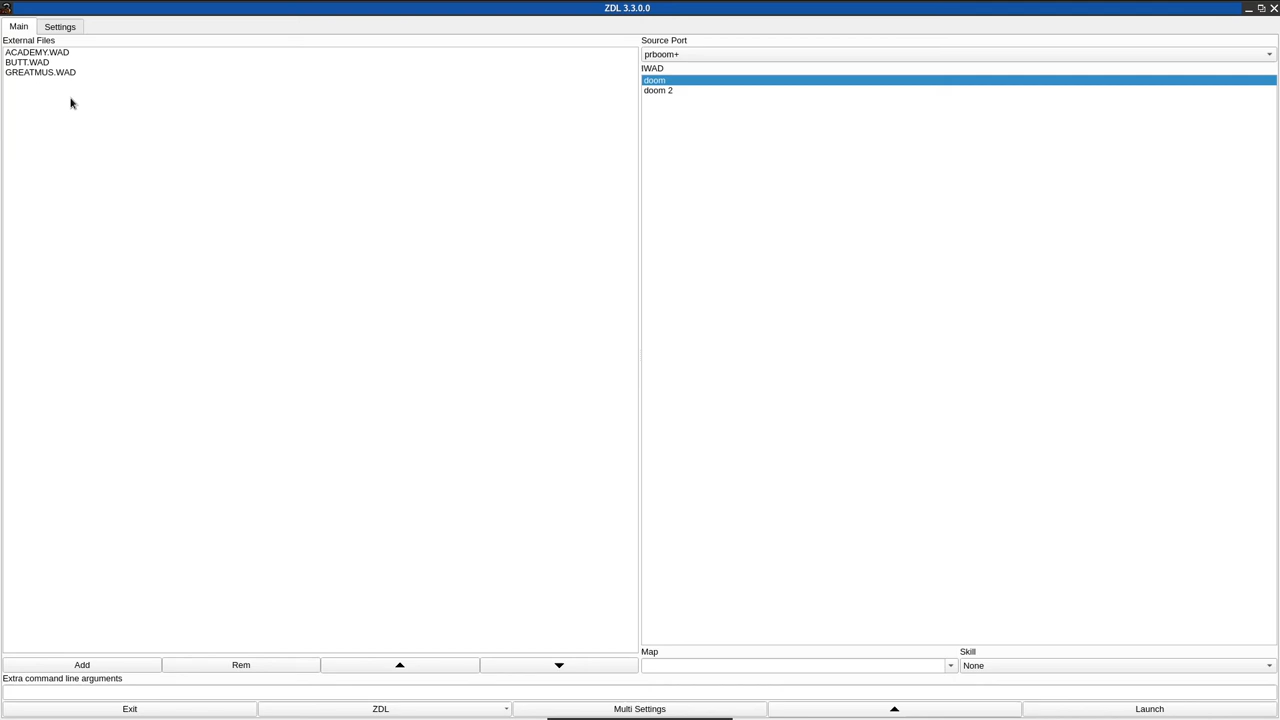 ZDL 3.3.0.0
Main Settings
External Files
ACADEMY.WAD
BUTT.WAD
GREATMUS.WAD
Source Port
prboom+
IWAD
doom
doom 2
Add Rem
Map Skill
None
Extra command line arguments
Exit ZDL Multi Settings Launch